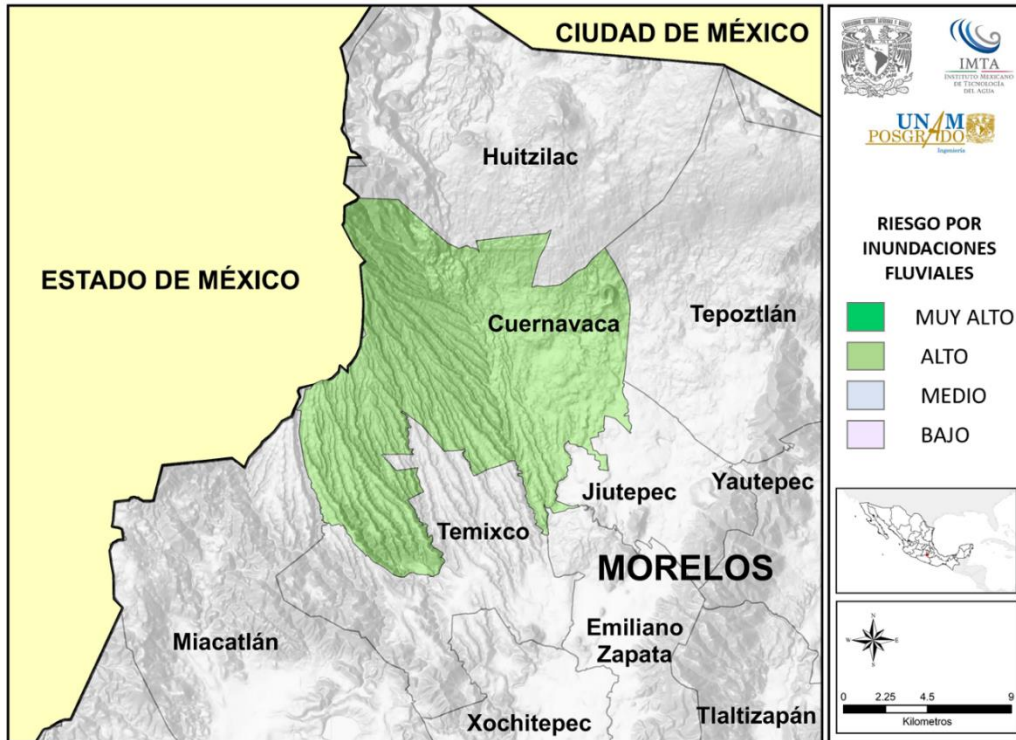 CIUDAD DE MÉXICO
Huitzilac
ESTADO DE MÉXICO
Cuernavaca
Tepoztlán
Jiutepec
Yautepec
Temixco
MORELOS
Miacatlán
Emiliano
Zapata
Xochitepec
Tlaltizapán
IMTA
INSTITUTO MEXICANO
DE TECNOLOGÍA
DEL AGUA
UNAM
POSGRADO
Ingeniería
RIESGO POR
INUNDACIONES
FLUVIALES
MUY ALTO
ALTO
MEDIO
BAJO
N
W E
S
0 2.25 4.5 9
Kilometros